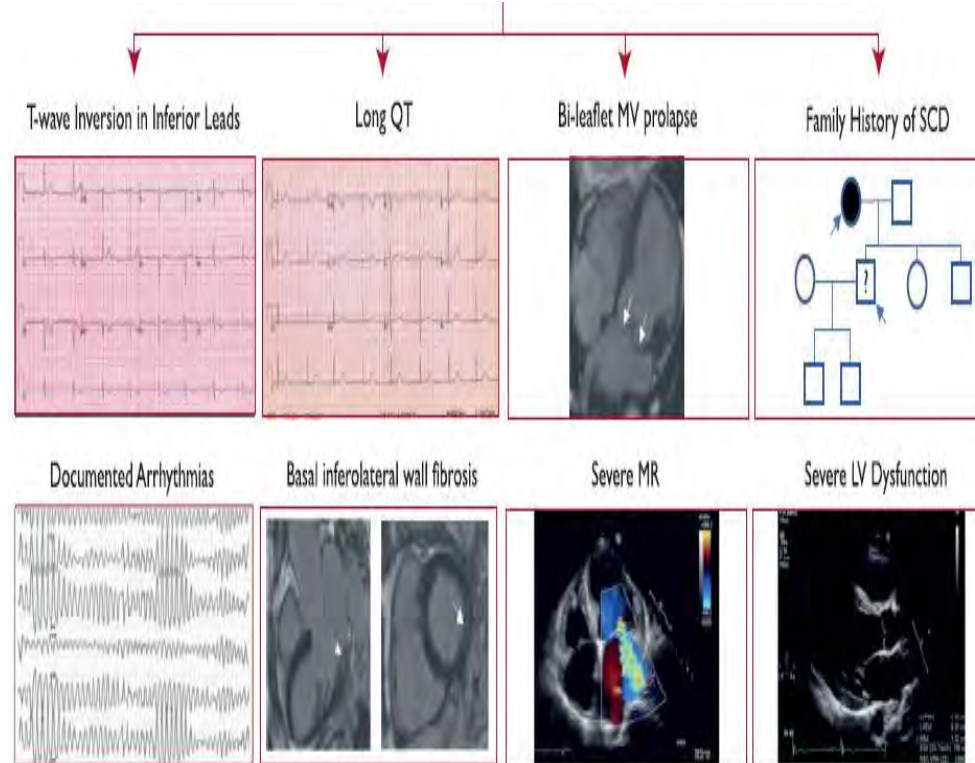 T-wave Inversion in Inferior Leads
Long QT
Bi-leaflet MV prolapse
Family History of SCD
?
Documented Arrhythmias
Basal inferolateral wall fibrosis
Severe MR
Severe LV Dysfunction